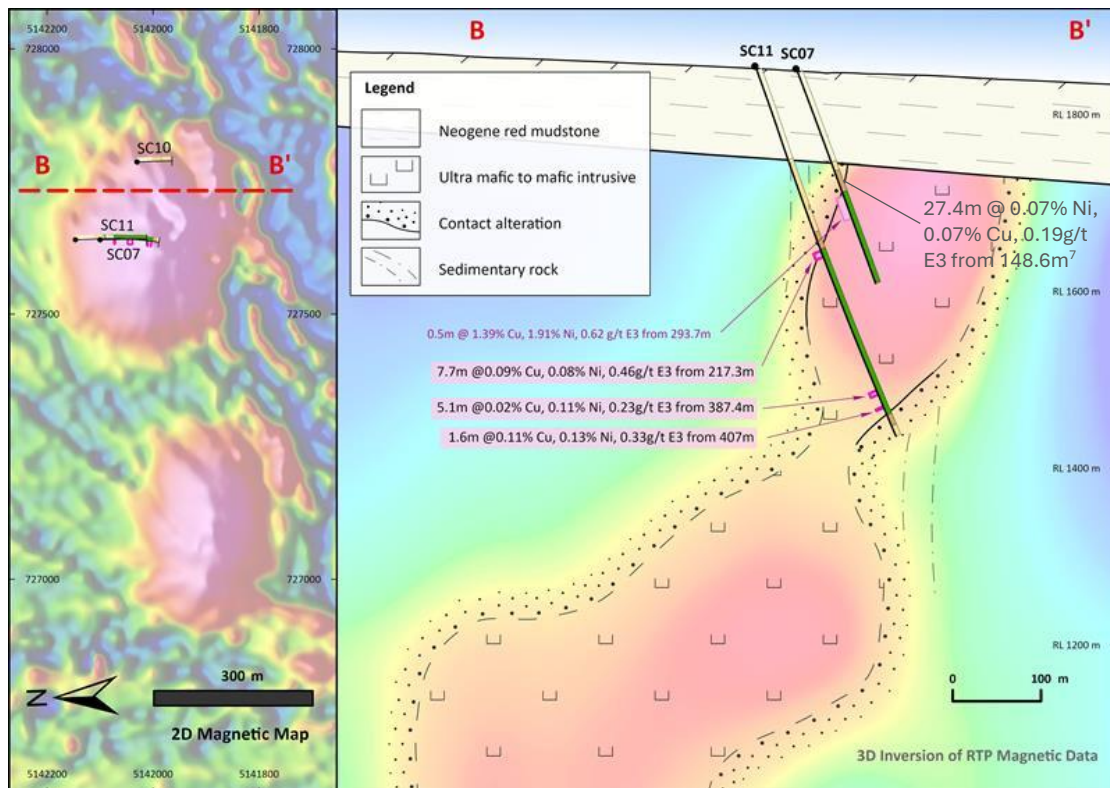 5142200
5142000
5141800
728000
728000
SC10
B
B'
SC11
SC07
727500
727500
727000
727000
300 m
N
2D Magnetic Map
5142200
5142000
5141800
B
B'
SC11
SC07
Legend
Neogene red mudstone
Ultra mafic to mafic intrusive
Contact alteration
Sedimentary rock
RL 1800 m
27.4m @ 0.07% Ni,
0.07% Cu, 0.19g/t
E3 from 148.6m⁷
RL 1600 m
0.5m @ 1.39% Cu, 1.91% Ni, 0.62 g/t E3 from 293.7m
7.7m @0.09% Cu, 0.08% Ni, 0.46g/t E3 from 217.3m
5.1m @0.02% Cu, 0.11% Ni, 0.23g/t E3 from 387.4m
1.6m @0.11% Cu, 0.13% Ni, 0.33g/t E3 from 407m
RL 1400 m
RL 1200 m
0
100 m
3D Inversion of RTP Magnetic Data